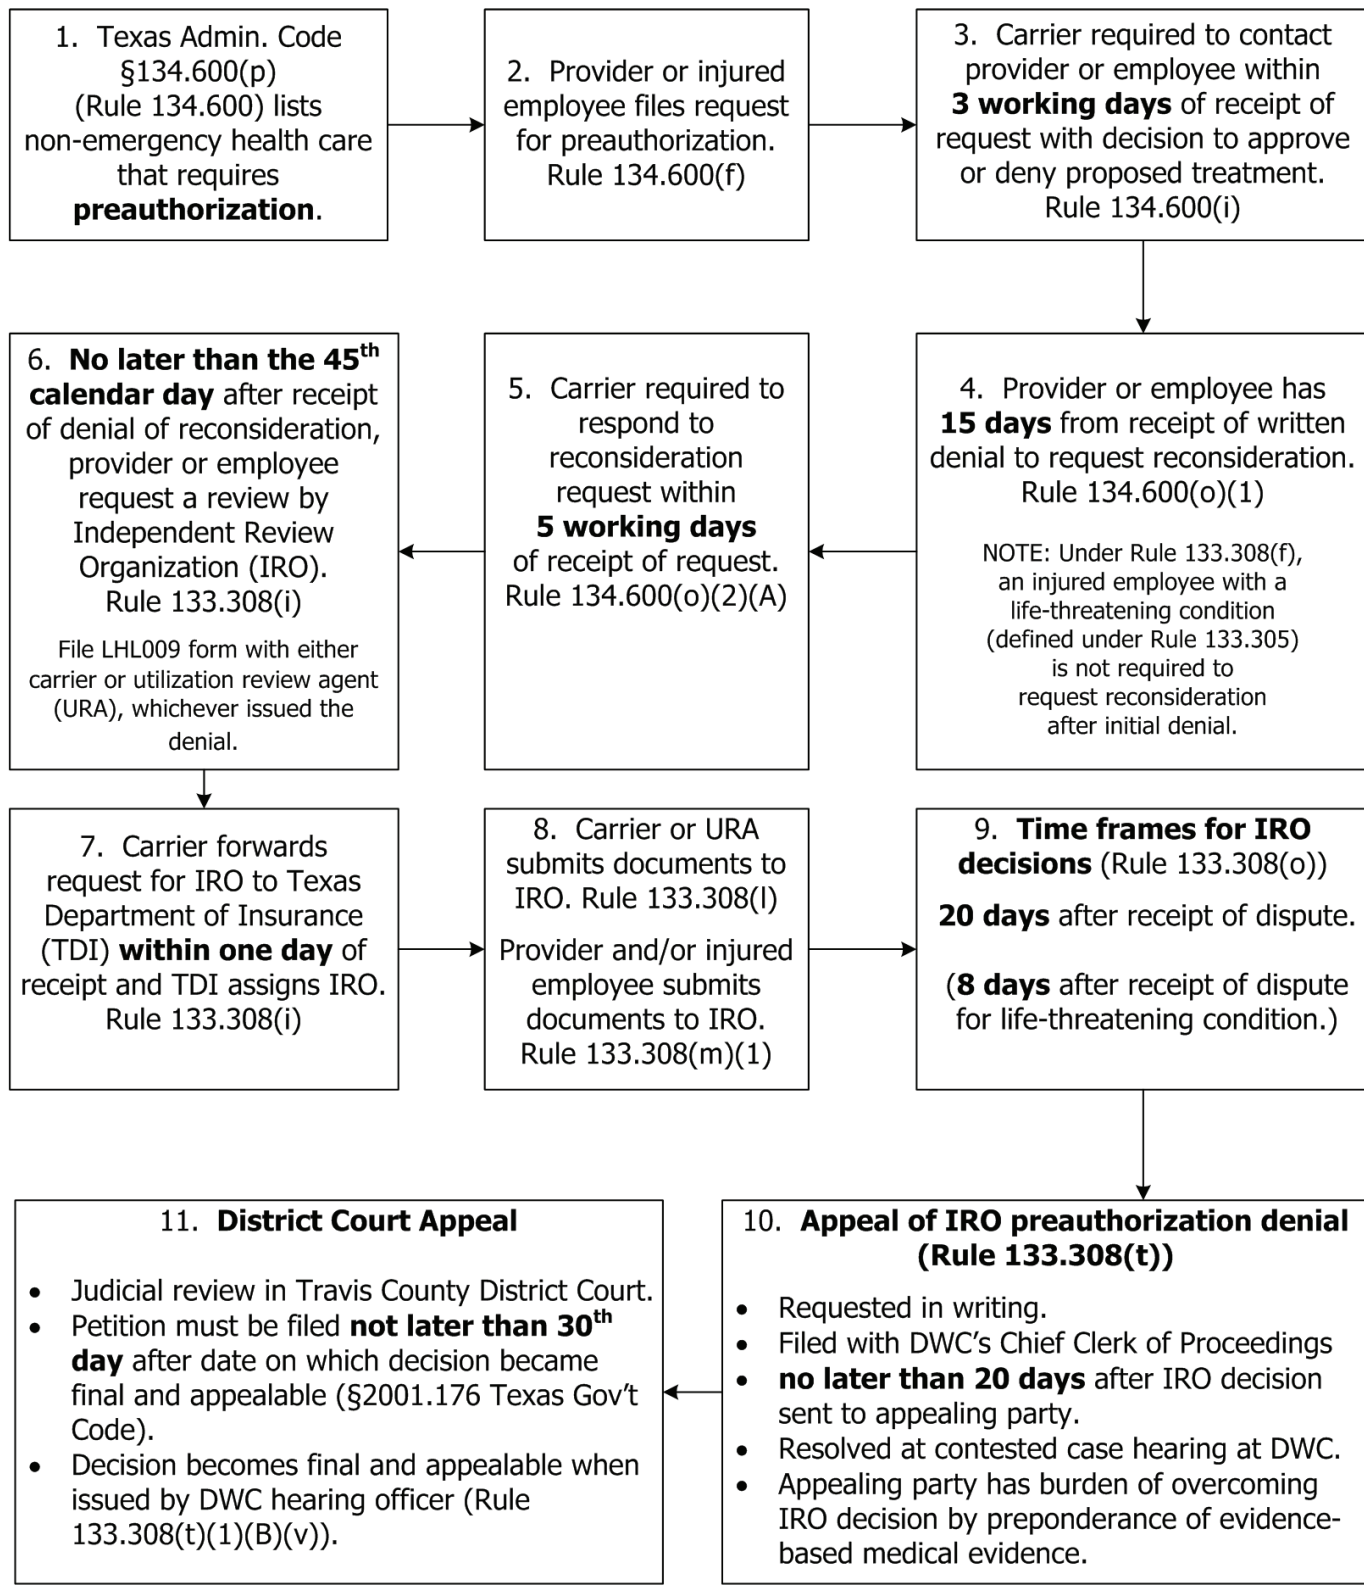 1. Texas Admin. Code
§134.600(p)
(Rule 134.600) lists
non-emergency health care
that requires
preauthorization.
2. Provider or injured
employee files request
for preauthorization.
Rule 134.600(f)
3. Carrier required to contact
provider or employee within
3 working days of receipt of
request with decision to approve
or deny proposed treatment.
Rule 134.600(i)
4. Provider or employee has
15 days from receipt of written
denial to request reconsideration.
Rule 134.600(o)(1)
NOTE: Under Rule 133.308(f),
an injured employee with a
life-threatening condition
(defined under Rule 133.305)
is not required to
request reconsideration
after initial denial.
5. Carrier required to
respond to
reconsideration
request within
5 working days
of receipt of request.
Rule 134.600(o)(2)(A)
6. No later than the 45th
calendar day after receipt
of denial of reconsideration,
provider or employee
request a review by
Independent Review
Organization (IRO).
Rule 133.308(i)
File LHL009 form with either
carrier or utilization review agent
(URA), whichever issued the
denial.
7. Carrier forwards
request for IRO to Texas
Department of Insurance
(TDI) within one day of
receipt and TDI assigns IRO.
Rule 133.308(i)
8. Carrier or URA
submits documents to
IRO. Rule 133.308(l)
Provider and/or injured
employee submits
documents to IRO.
Rule 133.308(m)(1)
9. Time frames for IRO
decisions (Rule 133.308(o))
20 days after receipt of dispute.
(8 days after receipt of dispute
for life-threatening condition.)
10. Appeal of IRO preauthorization denial
(Rule 133.308(t))
• Requested in writing.
• Filed with DWC's Chief Clerk of Proceedings
• no later than 20 days after IRO decision
sent to appealing party.
• Resolved at contested case hearing at DWC.
• Appealing party has burden of overcoming
IRO decision by preponderance of evidence-
based medical evidence.
11. District Court Appeal
• Judicial review in Travis County District Court.
• Petition must be filed not later than 30th
day after date on which decision became
final and appealable (§2001.176 Texas Gov't
Code).
• Decision becomes final and appealable when
issued by DWC hearing officer (Rule
133.308(t)(1)(B)(v)).